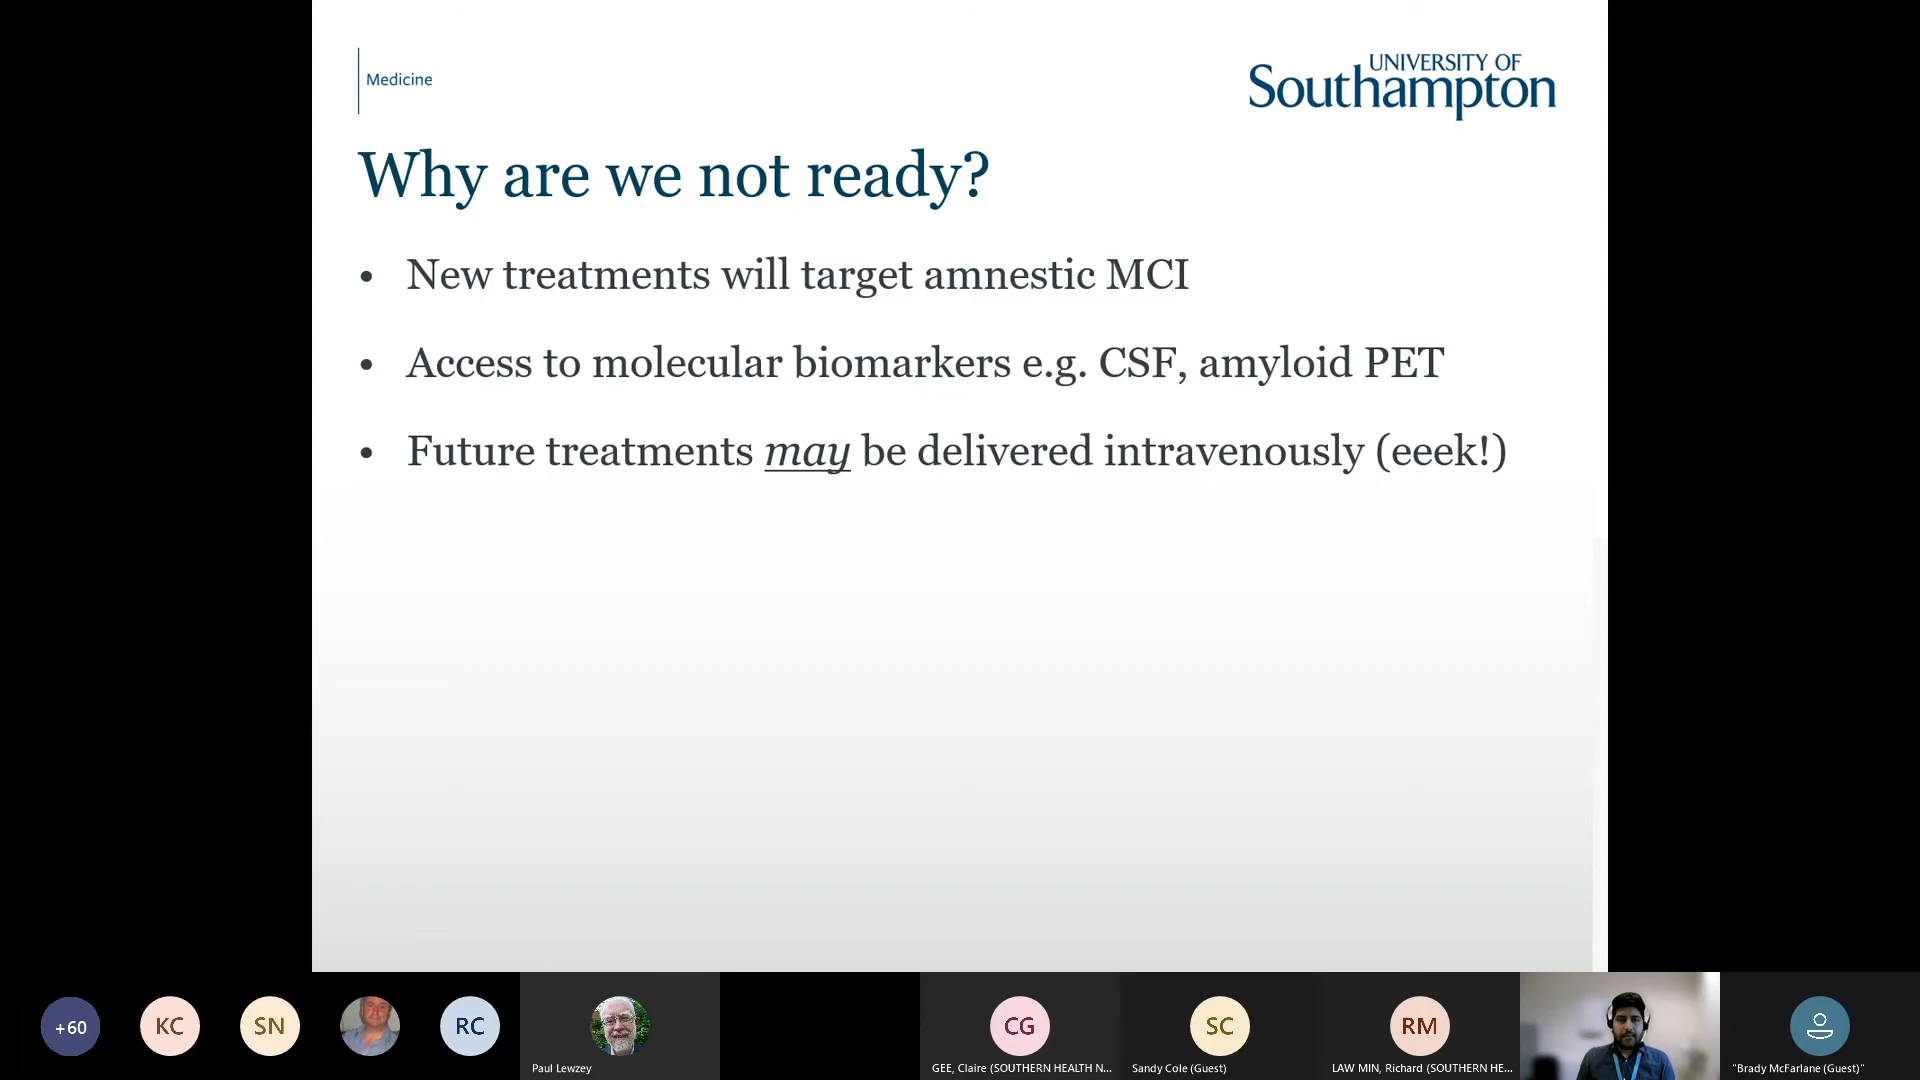 Medicine
UNIVERSITY OF
Southampton
Why are we not ready?
• New treatments will target amnestic MCI
• Access to molecular biomarkers e.g. CSF, amyloid PET
• Future treatments may be delivered intravenously (eeek!)
+60
KC
SN
RC
CG
SC
RM
Paul Lewzey
GEE, Claire (SOUTHERN HEALTH N...
Sandy Cole (Guest)
LAW MIN, Richard (SOUTHERN HE...
"Brady McFarlane (Guest)"